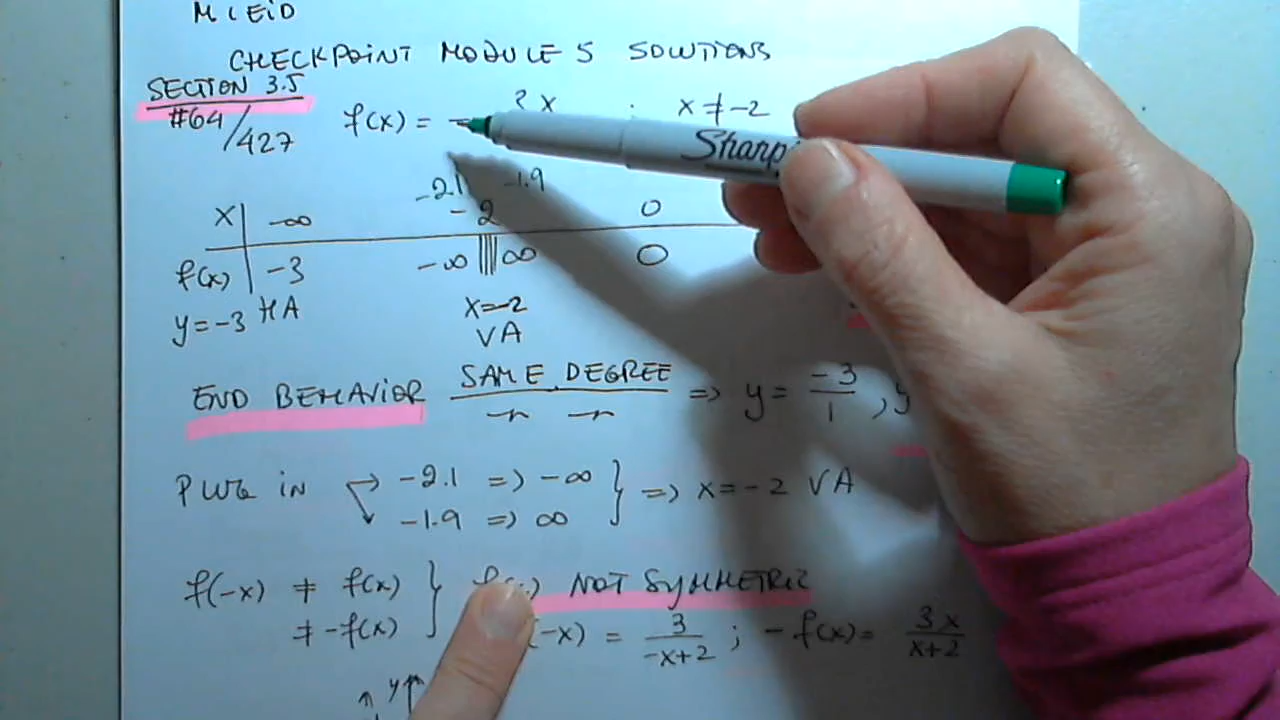 MCLEOD
CHECKPOINT MODULE 5 SOLUTIONS
SECTION 3.5
#64/427
f(x) = - 3x ; x ≠ -2
Sharp
-2.1 -1.9
x -∞ -2 0
f(x) -3 -∞ ∞ 0
y=-3 HA x=-2
VA
END BEHAVIOR SAME DEGREE => y = -3/1 , y
PLUG IN -2.1 => -∞
-1.9 => ∞ } => x = -2 VA
f(-x) ≠ f(x) } NOT SYMMETRIC
≠ -f(x) (-x) = 3/-x+2 ; -f(x) = 3x/x+2
y